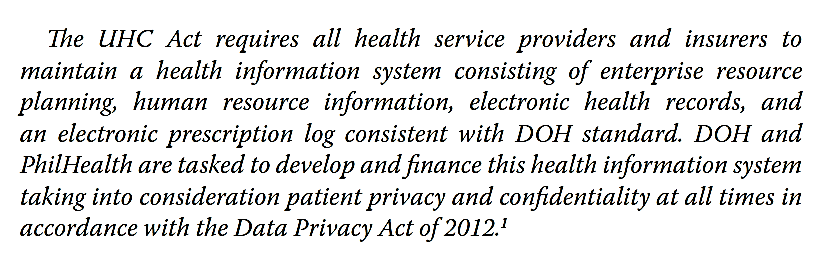 The UHC Act requires all health service providers and insurers to
maintain a health information system consisting of enterprise resource
planning, human resource information, electronic health records, and
an electronic prescription log consistent with DOH standard. DOH and
PhilHealth are tasked to develop and finance this health information system
taking into consideration patient privacy and confidentiality at all times in
accordance with the Data Privacy Act of 2012.¹